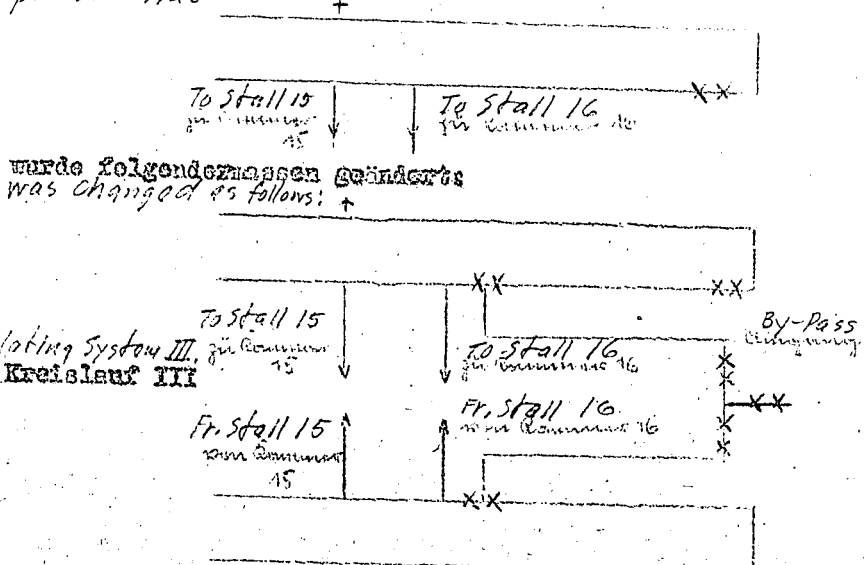 To Stall 15
zu Kammer
15
To Stall 16
zu Kammer 16
wurde folgendermassen geändert:
was changed as follows:
To Stall 15
zu Kammer
15
To Stall 16
zu Kammer 16
By-Pass
Umgang
lating System III.
Kreislauf III
Fr. Stall 15
von Kammer
15
Fr. Stall 16
von Kammer 16